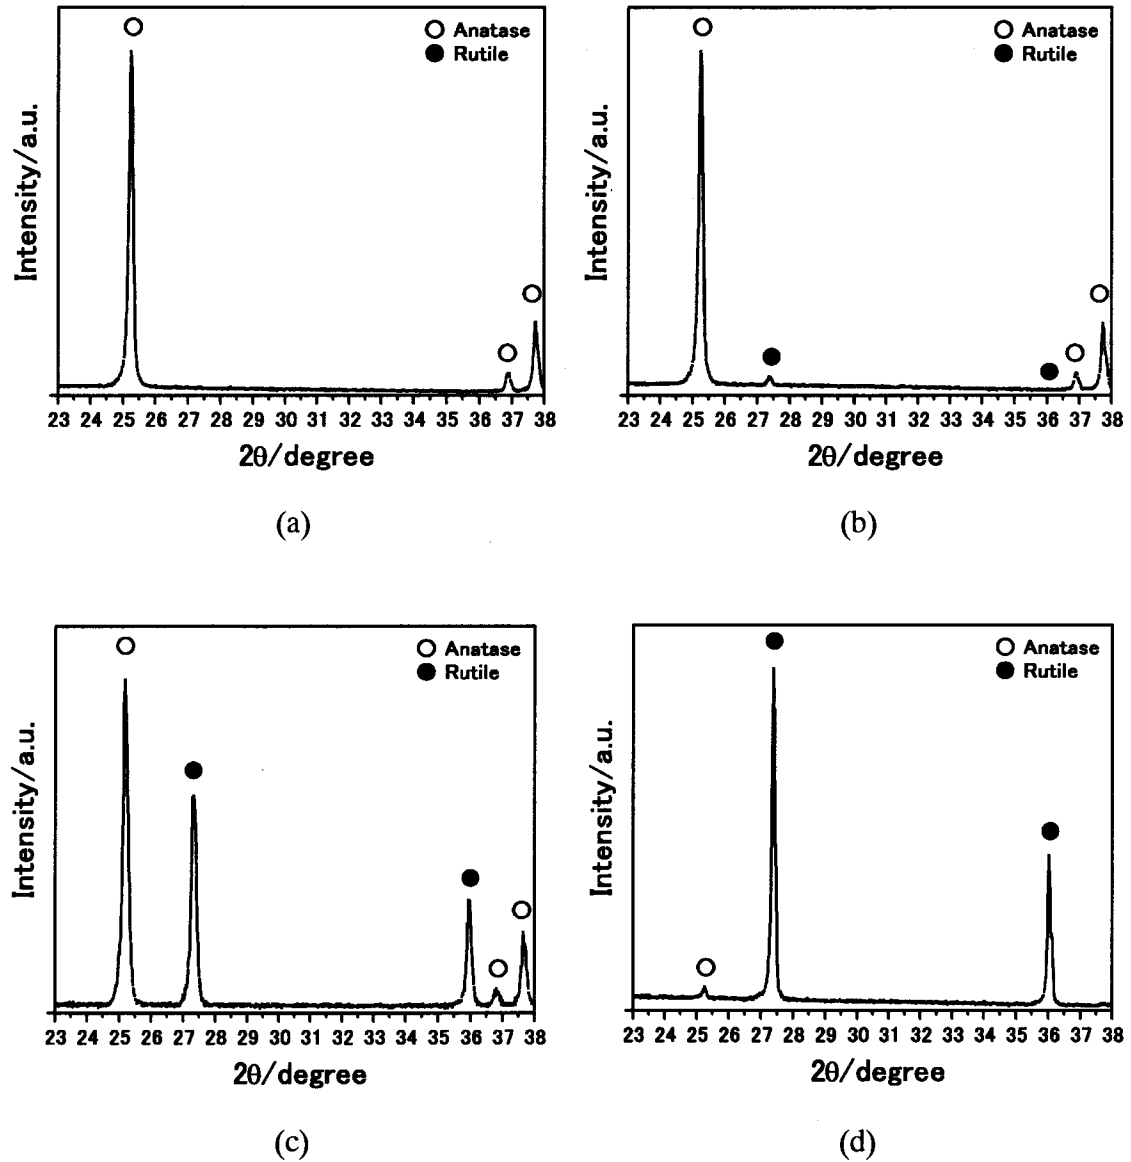 Anatase
Rutile
Intensity/a.u.
23 24 25 26 27 28 29 30 31 32 33 34 35 36 37 38
2θ/degree
(a)
Anatase
Rutile
Intensity/a.u.
23 24 25 26 27 28 29 30 31 32 33 34 35 36 37 38
2θ/degree
(b)
Anatase
Rutile
Intensity/a.u.
23 24 25 26 27 28 29 30 31 32 33 34 35 36 37 38
2θ/degree
(c)
Anatase
Rutile
Intensity/a.u.
23 24 25 26 27 28 29 30 31 32 33 34 35 36 37 38
2θ/degree
(d)